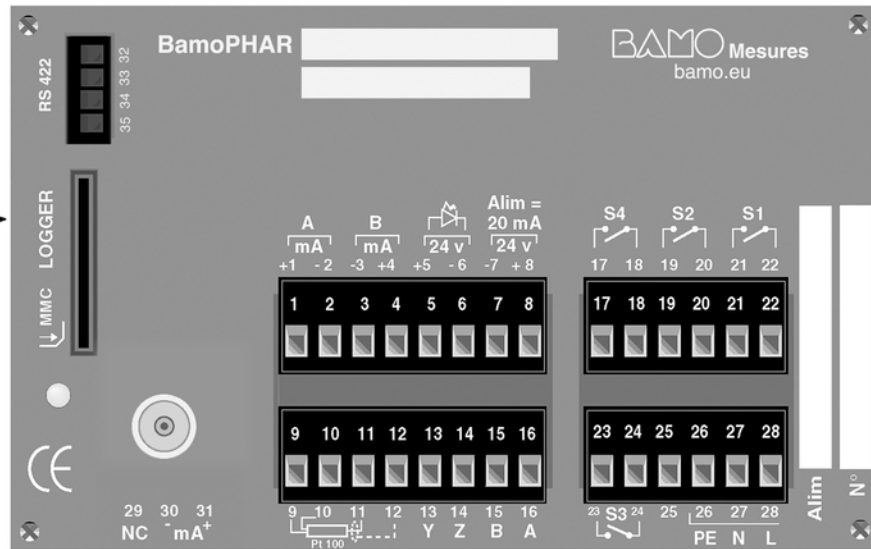 BamoPHAR
BAMO Mesures
bamo.eu
RS 422
32
33
34
35
LOGGER
MMC
A
B
Alim =
20 mA
mA
mA
24 v
24 v
+1 -2 -3 +4 +5 -6 -7 +8
S4 S2 S1
17 18 19 20 21 22
1 2 3 4 5 6 7 8
17 18 19 20 21 22
9 10 11 12 13 14 15 16
23 24 25 26 27 28
CE
29 30 31
NC - mA +
9 10 11 12 13 14 15 16
Pt 100
Y Z B A
23 S3 24 25 26 27 28
PE N L
Alim
N°